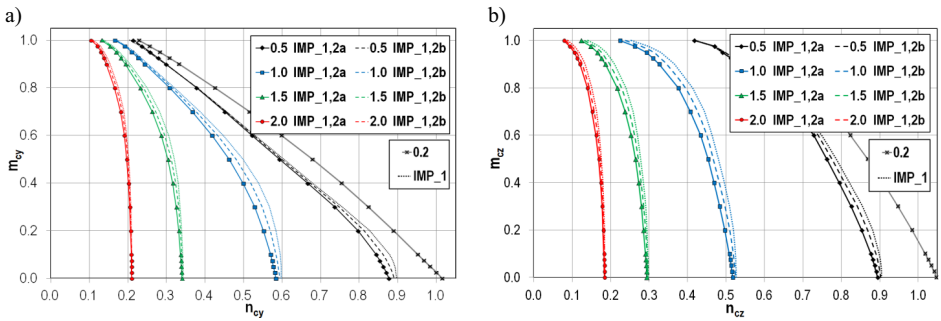 a)
b)
1.0
0.8
0.6
0.4
0.2
0.0
m_cy
0.0 0.1 0.2 0.3 0.4 0.5 0.6 0.7 0.8 0.9 1.0
n_cy
0.5 IMP_1,2a 0.5 IMP_1,2b
1.0 IMP_1,2a 1.0 IMP_1,2b
1.5 IMP_1,2a 1.5 IMP_1,2b
2.0 IMP_1,2a 2.0 IMP_1,2b
0.2
IMP_1
1.0
0.8
0.6
0.4
0.2
0.0
m_cz
0.0 0.1 0.2 0.3 0.4 0.5 0.6 0.7 0.8 0.9 1.0
n_cz
0.5 IMP_1,2a 0.5 IMP_1,2b
1.0 IMP_1,2a 1.0 IMP_1,2b
1.5 IMP_1,2a 1.5 IMP_1,2b
2.0 IMP_1,2a 2.0 IMP_1,2b
0.2
IMP_1